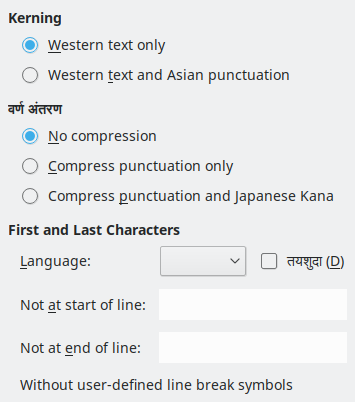 Kerning
Western text only
Western text and Asian punctuation
वर्ण अंतरण
No compression
Compress punctuation only
Compress punctuation and Japanese Kana
First and Last Characters
Language:
तयशुदा (D)
Not at start of line:
Not at end of line:
Without user-defined line break symbols